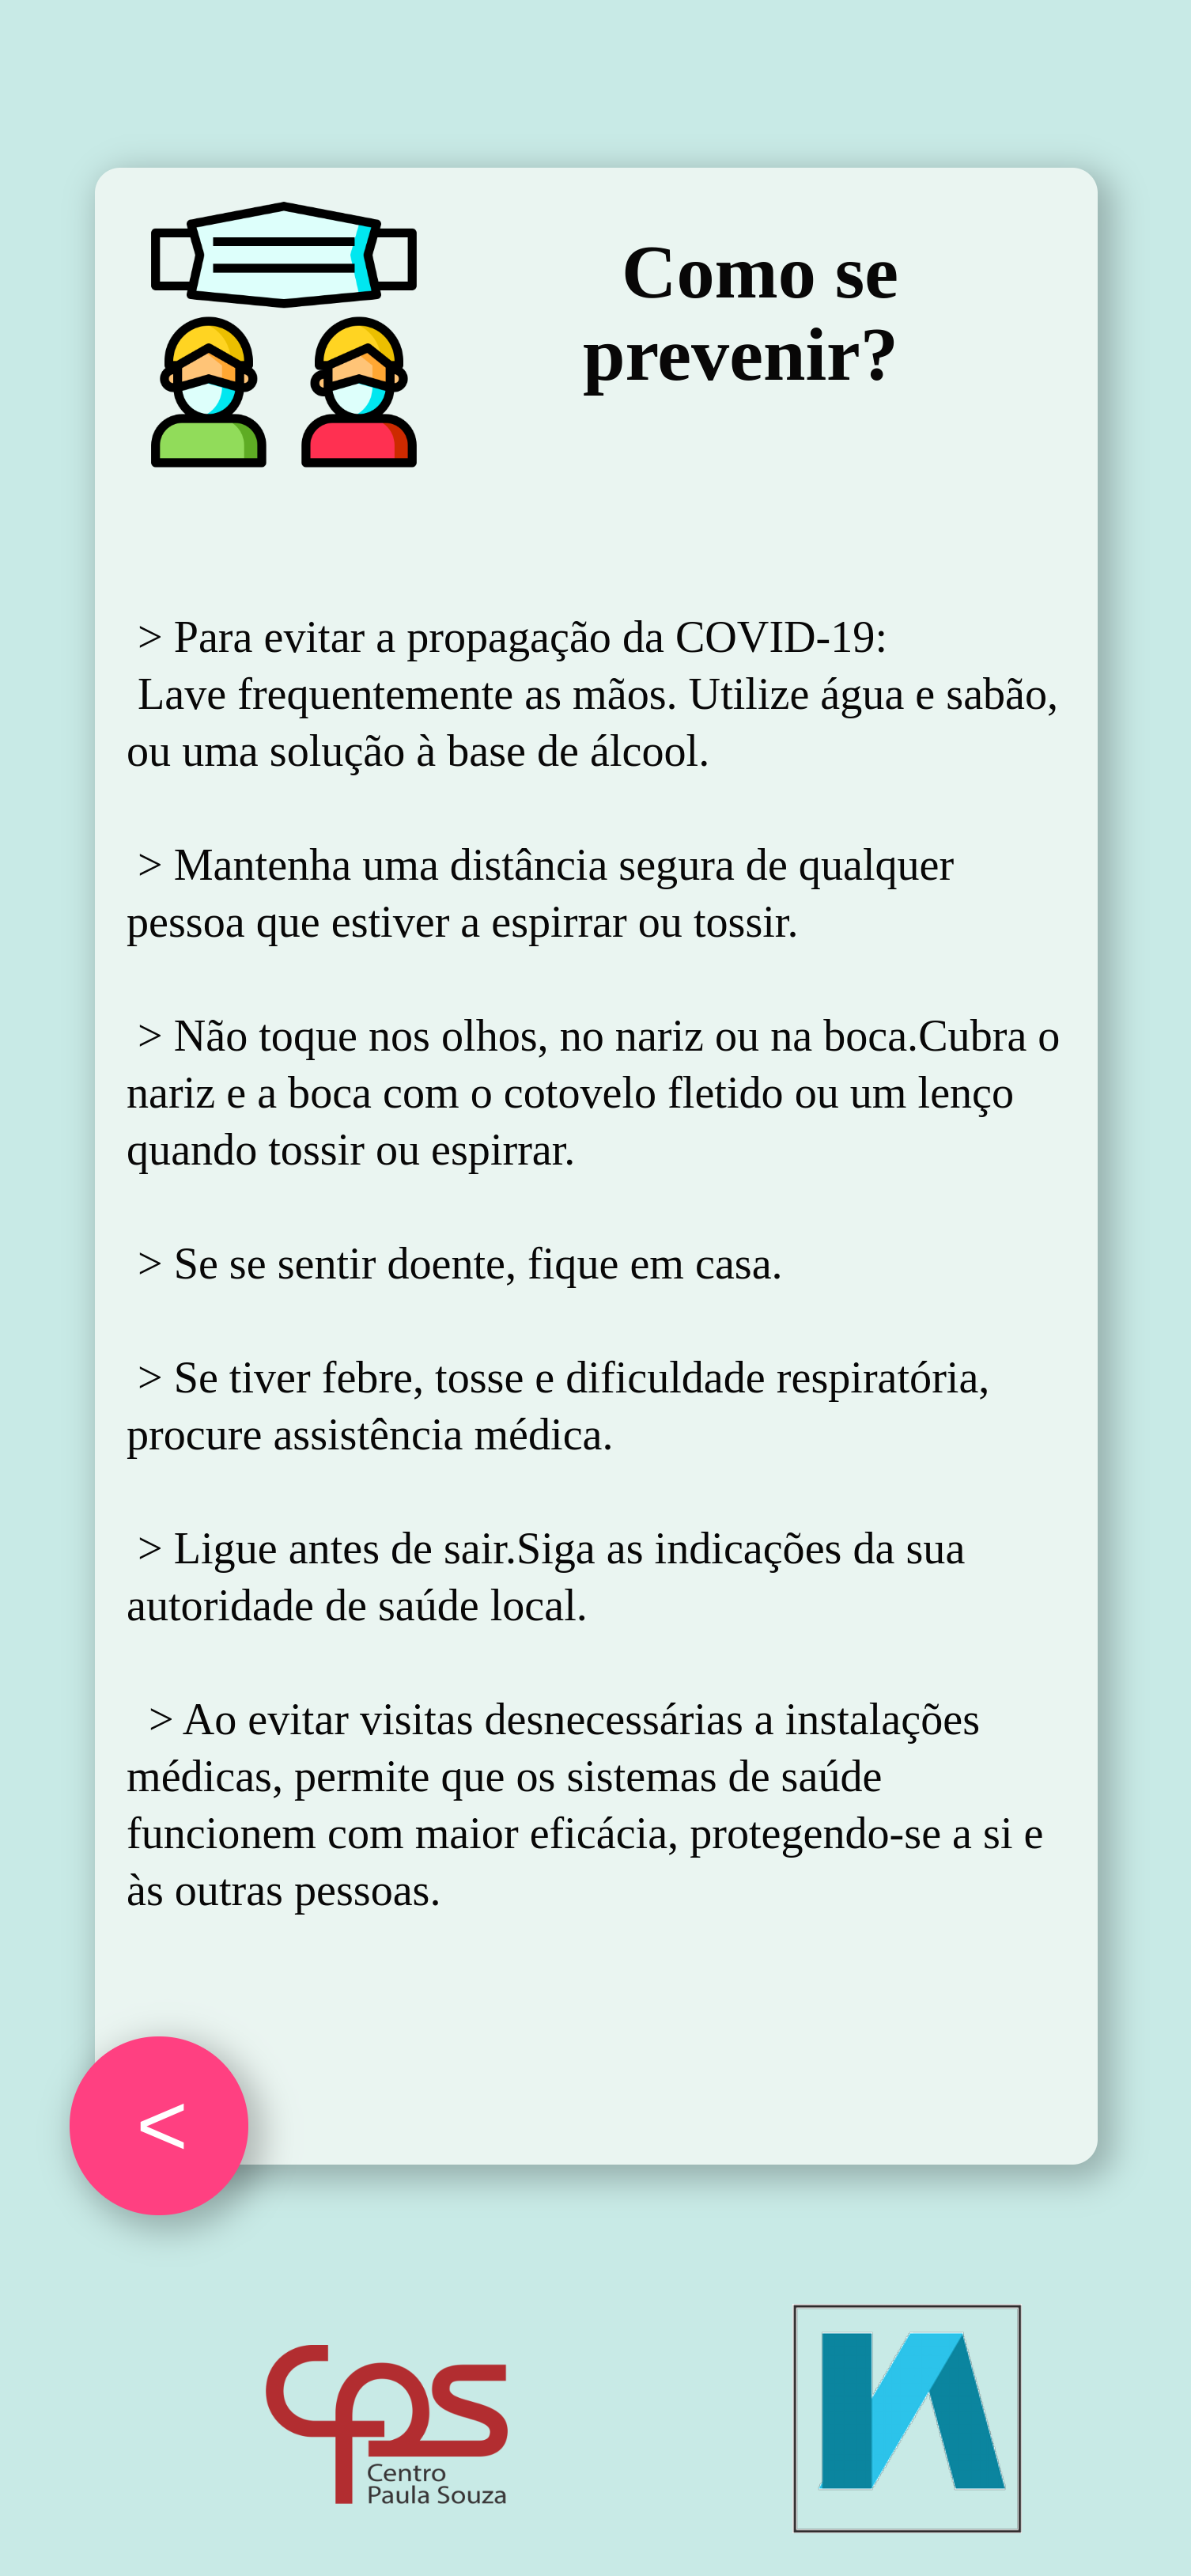 Como se
prevenir?
> Para evitar a propagação da COVID-19:
Lave frequentemente as mãos. Utilize água e sabão,
ou uma solução à base de álcool.
> Mantenha uma distância segura de qualquer
pessoa que estiver a espirrar ou tossir.
> Não toque nos olhos, no nariz ou na boca.Cubra o
nariz e a boca com o cotovelo fletido ou um lenço
quando tossir ou espirrar.
> Se se sentir doente, fique em casa.
> Se tiver febre, tosse e dificuldade respiratória,
procure assistência médica.
> Ligue antes de sair.Siga as indicações da sua
autoridade de saúde local.
> Ao evitar visitas desnecessárias a instalações
médicas, permite que os sistemas de saúde
funcionem com maior eficácia, protegendo-se a si e
às outras pessoas.
<
cps
Centro
Paula Souza